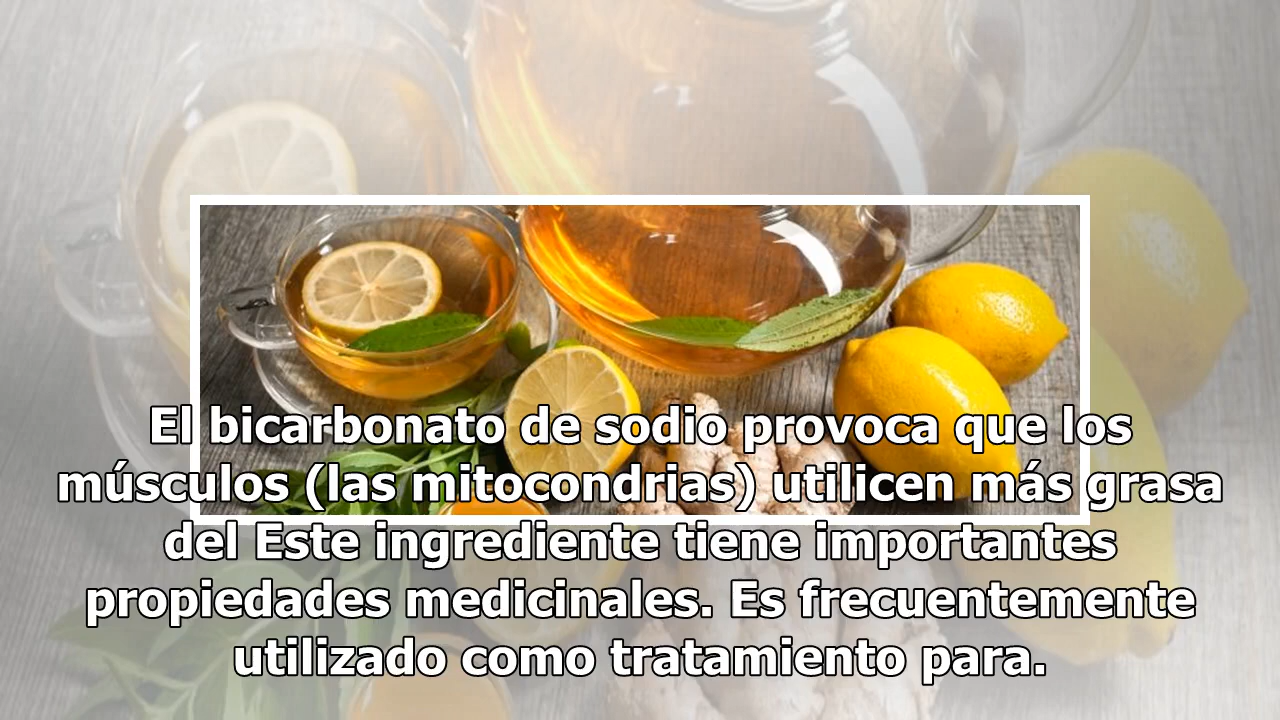 El bicarbonato de sodio provoca que los
músculos (las mitocondrias) utilicen más grasa
del Este ingrediente tiene importantes
propiedades medicinales. Es frecuentemente
utilizado como tratamiento para.